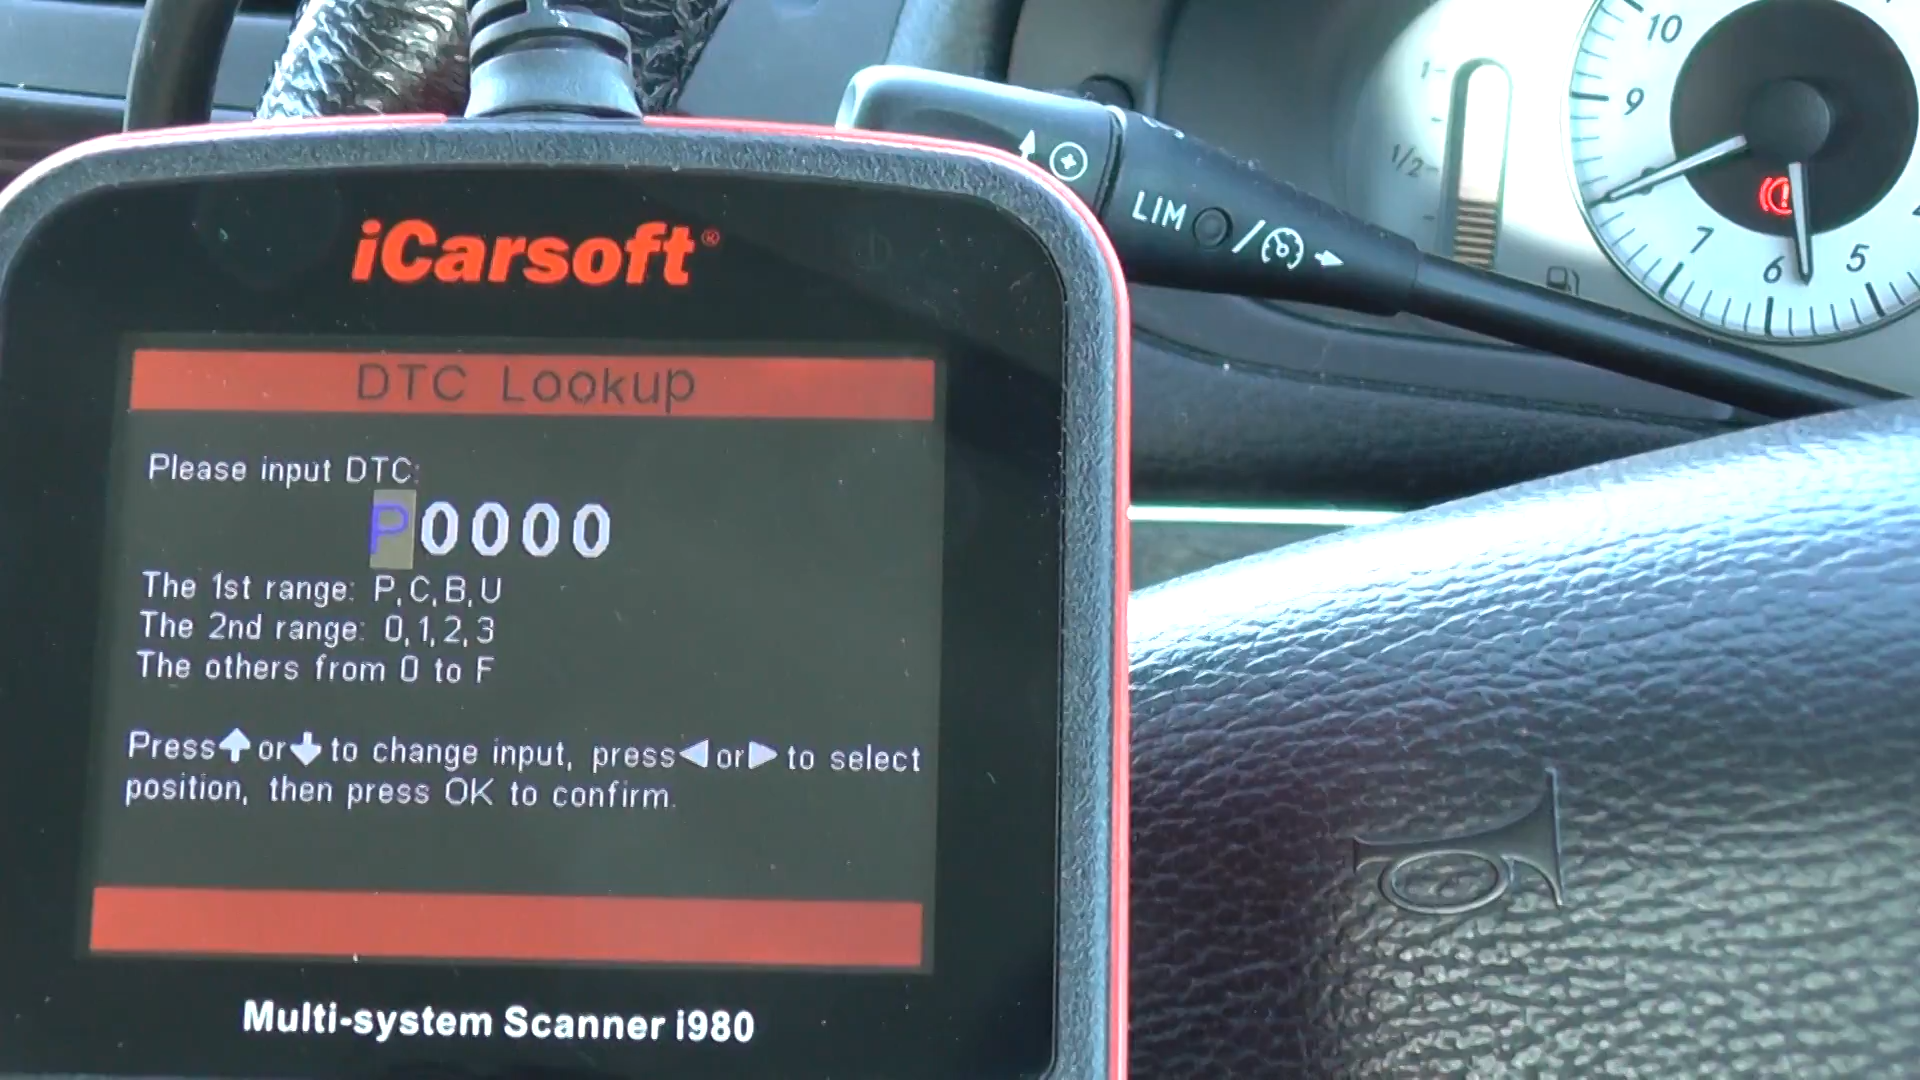 iCarsoft®
DTC Lookup
Please input DTC:
P0000
The 1st range: P,C,B,U
The 2nd range: 0,1,2,3
The others from 0 to F
Press↑or↓to change input, press◀or▶to select
position, then press OK to confirm.
Multi-system Scanner i980
LIM
1
1/2
10
9
7
6
5